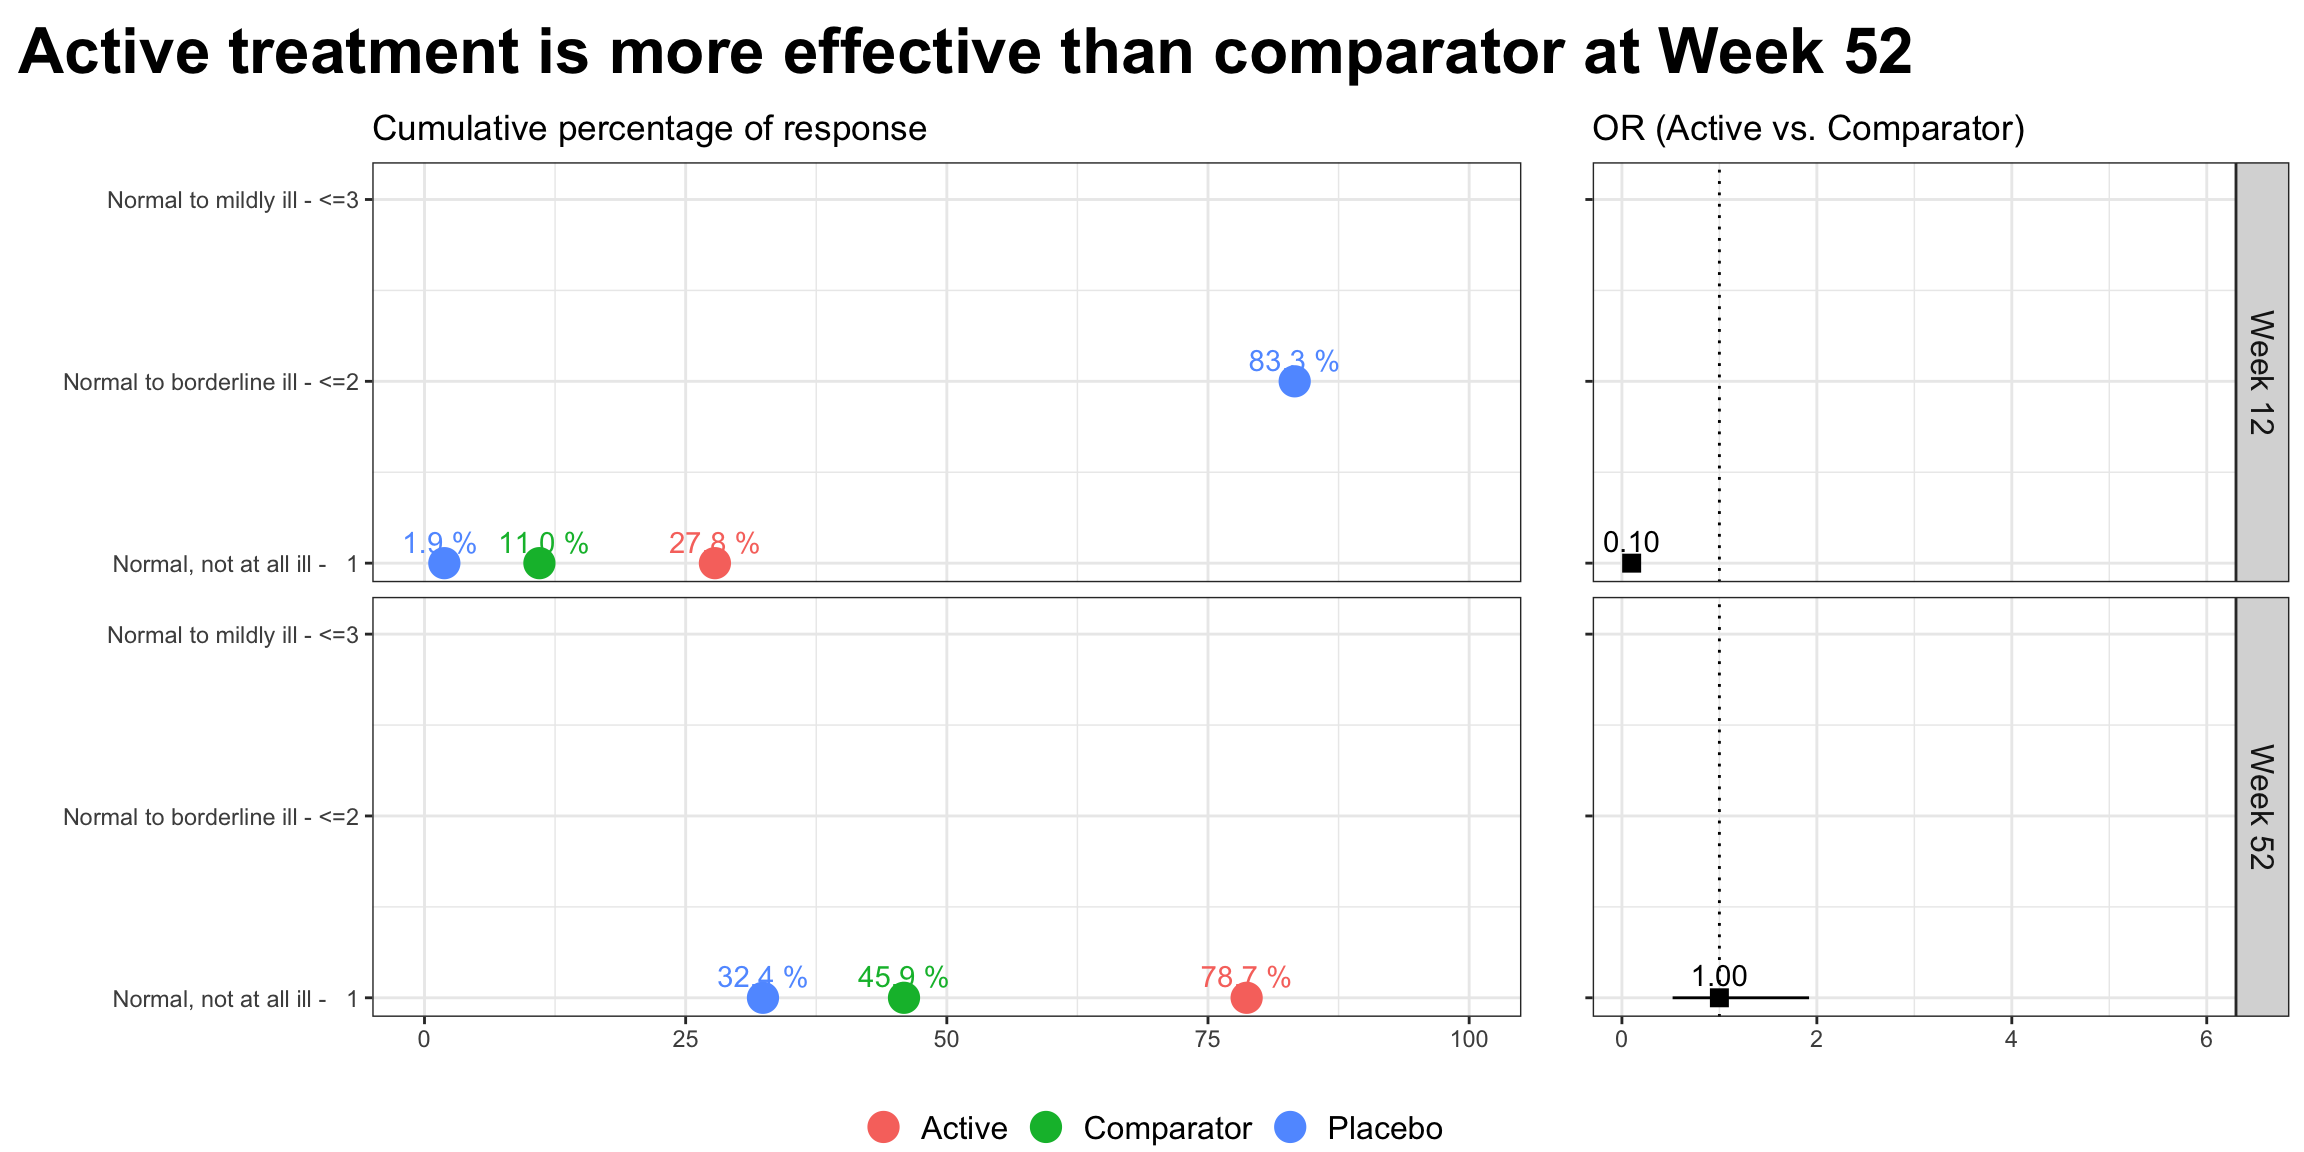 Active treatment is more effective than comparator at Week 52
Cumulative percentage of response
OR (Active vs. Comparator)
Normal to mildly ill - <=3
Normal to borderline ill - <=2
83.3 %
Normal, not at all ill -   1
1.9 %
11.0 %
27.8 %
0.10
Week 12
Normal to mildly ill - <=3
Normal to borderline ill - <=2
Normal, not at all ill -   1
32.4 %
45.9 %
78.7 %
1.00
Week 52
0 25 50 75 100
0 2 4 6
Active Comparator Placebo